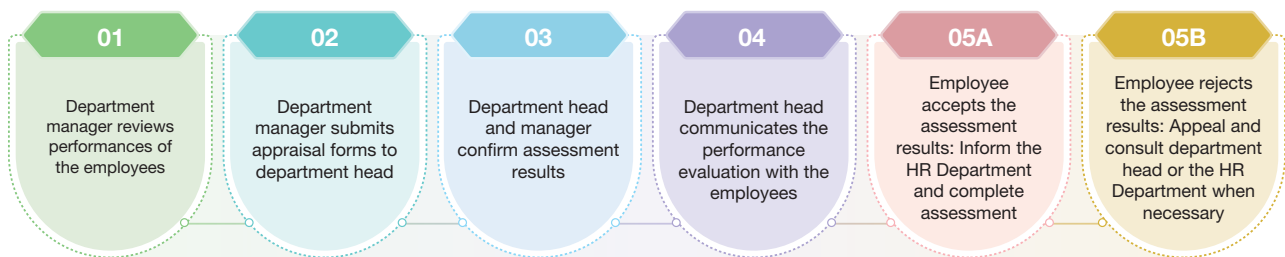 01
Department
manager reviews
performances of
the employees
02
Department
manager submits
appraisal forms to
department head
03
Department head
and manager
confirm assessment
results
04
Department head
communicates the
performance
evaluation with the
employees
05A
Employee
accepts the
assessment
results: Inform the
HR Department
and complete
assessment
05B
Employee rejects
the assessment
results: Appeal and
consult department
head or the HR
Department when
necessary